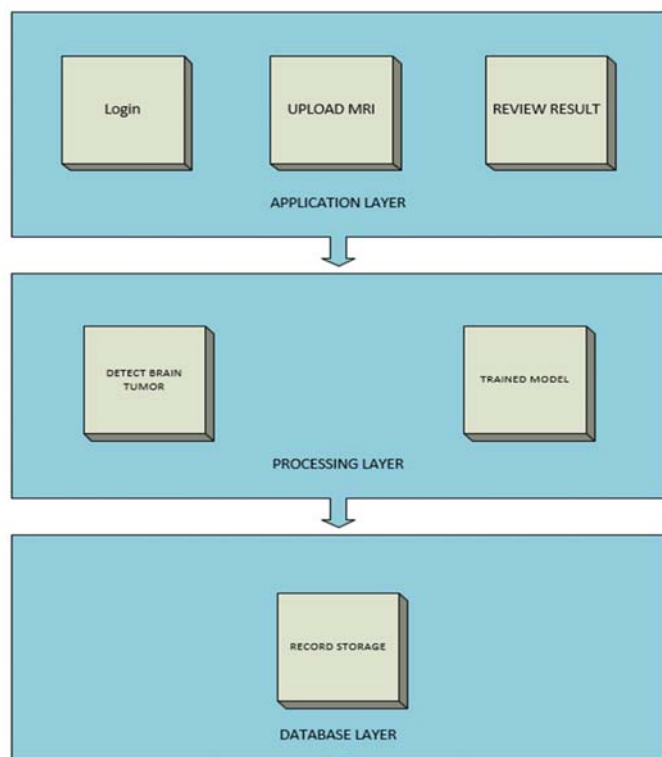 Login
UPLOAD MRI
REVIEW RESULT
APPLICATION LAYER
DETECT BRAIN
TUMOR
TRAINED MODEL
PROCESSING LAYER
RECORD STORAGE
DATABASE LAYER